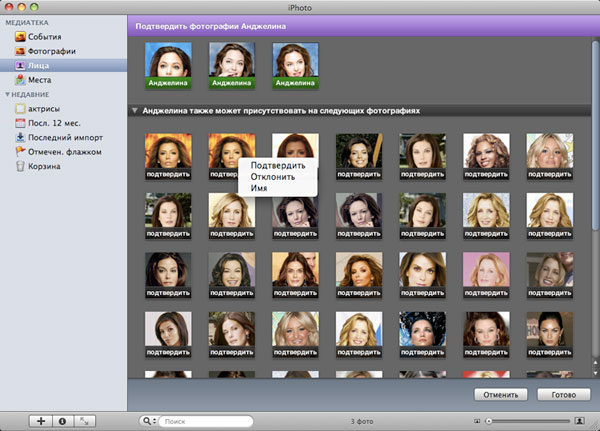 iPhoto
МЕДИАТЕКА
События
Фотографии
Лица
Места
НЕДАВНИЕ
актрисы
Посл. 12 мес.
Последний импорт
Отмечен. флажком
Корзина
Подтвердить фотографии Анджелина
Анджелина Анджелина Анджелина
Анджелина также может присутствовать на следующих фотографиях
подтвердить подтвердить подтвердить подтвердить подтвердить подтвердить
Подтвердить
Отклонить
Имя
подтвердить подтвердить подтвердить подтвердить подтвердить подтвердить подтвердить
подтвердить подтвердить подтвердить подтвердить подтвердить подтвердить подтвердить
подтвердить подтвердить подтвердить подтвердить подтвердить подтвердить подтвердить
Отменить Готово
Поиск
3 фото